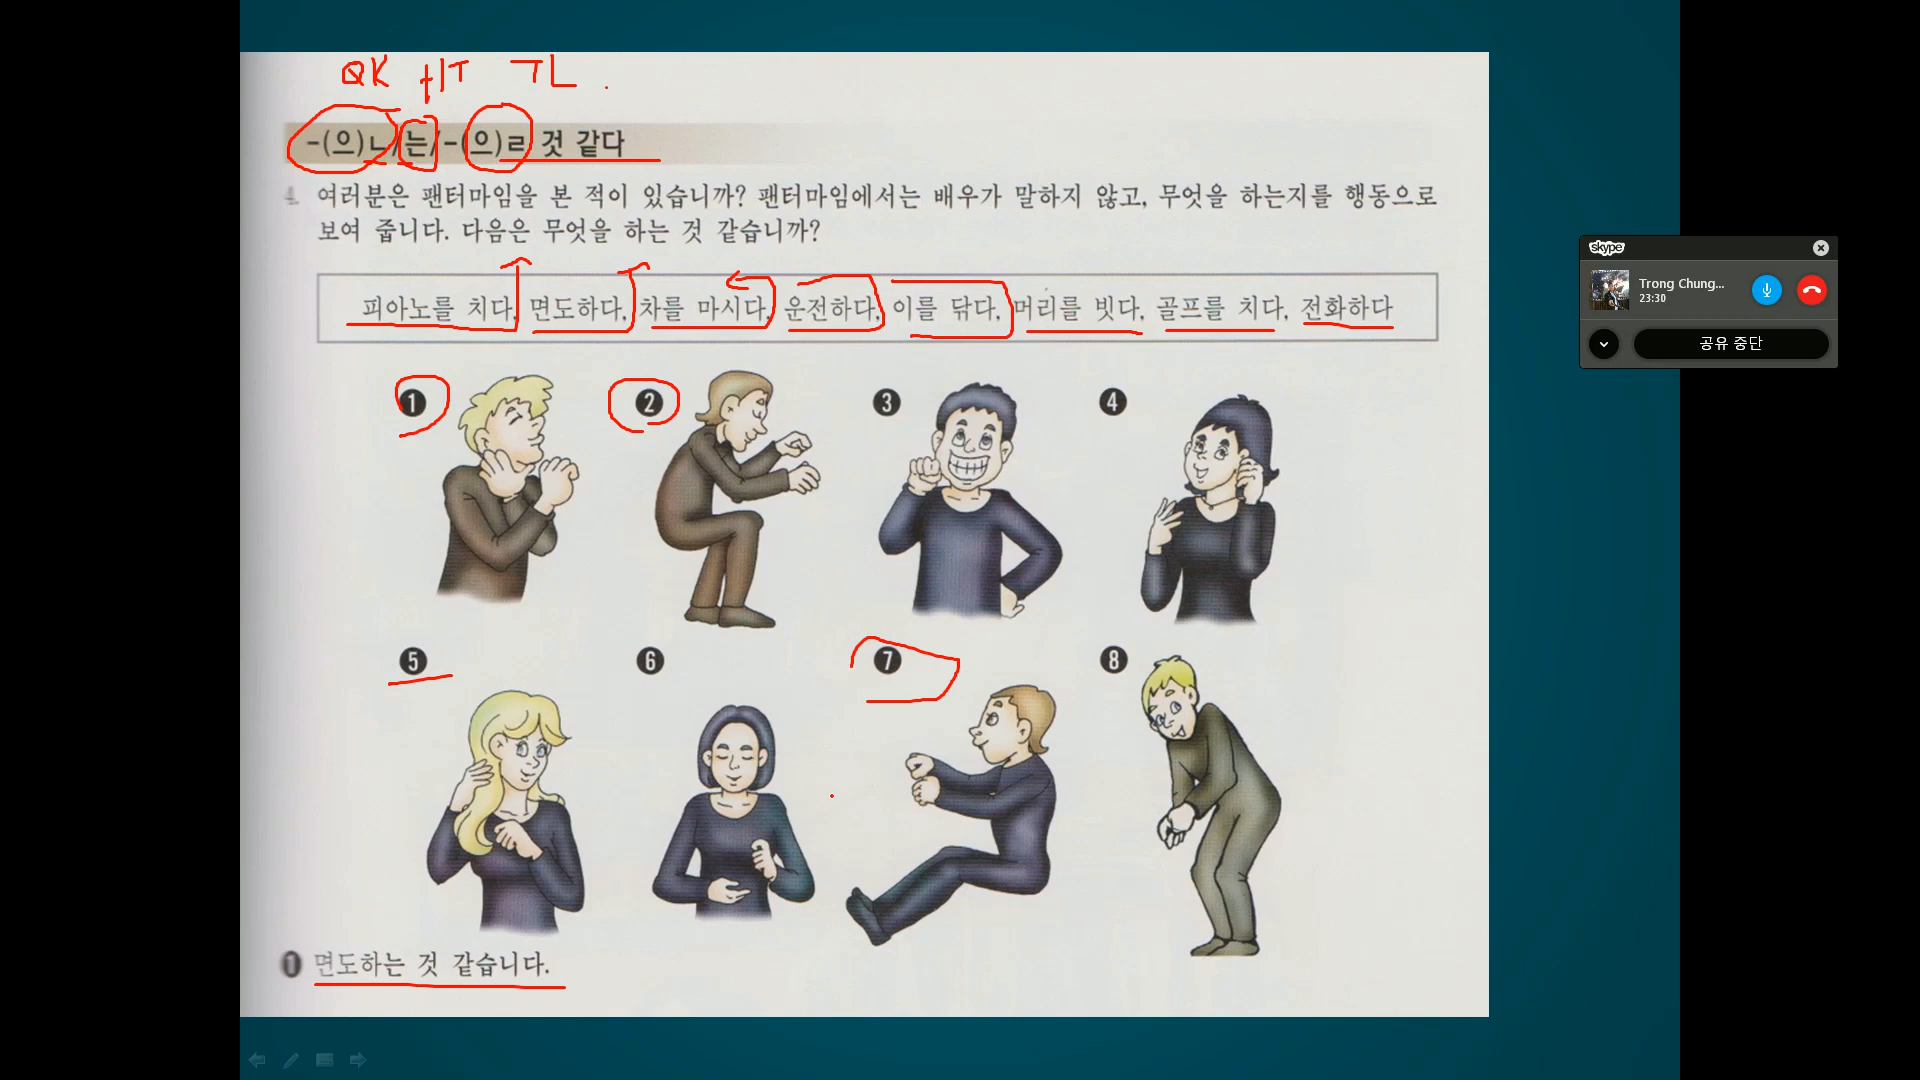 QK HT TL
-(으)ㄴ/는/-(으)ㄹ 것 같다
4. 여러분은 팬터마임을 본 적이 있습니까? 팬터마임에서는 배우가 말하지 않고, 무엇을 하는지를 행동으로
보여 줍니다. 다음은 무엇을 하는 것 같습니까?
피아노를 치다, 면도하다, 차를 마시다, 운전하다, 이를 닦다, 머리를 빗다, 골프를 치다, 전화하다
1 2 3 4
5 6 7 8
1 면도하는 것 같습니다.
skype
Trong Chung...
23:30
공유 중단